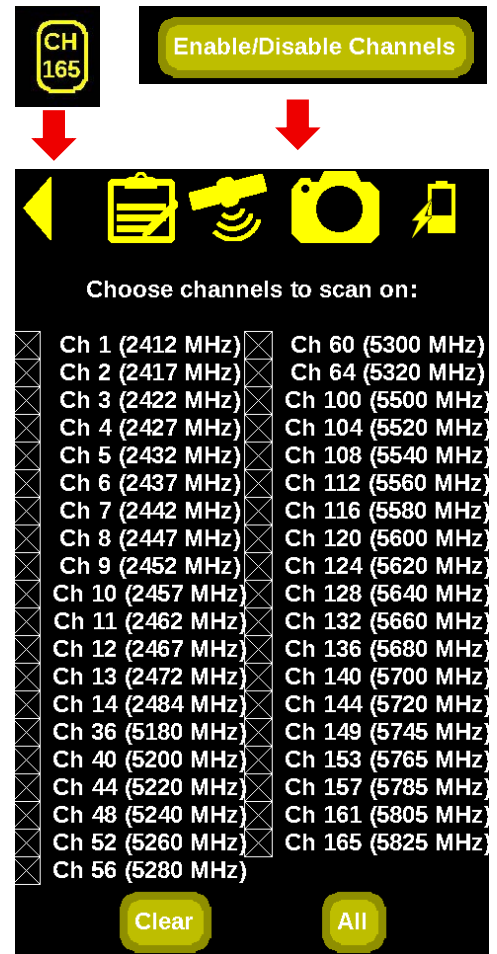 CH
165
Enable/Disable Channels
Choose channels to scan on:
Ch 1 (2412 MHz)
Ch 2 (2417 MHz)
Ch 3 (2422 MHz)
Ch 4 (2427 MHz)
Ch 5 (2432 MHz)
Ch 6 (2437 MHz)
Ch 7 (2442 MHz)
Ch 8 (2447 MHz)
Ch 9 (2452 MHz)
Ch 10 (2457 MHz)
Ch 11 (2462 MHz)
Ch 12 (2467 MHz)
Ch 13 (2472 MHz)
Ch 14 (2484 MHz)
Ch 36 (5180 MHz)
Ch 40 (5200 MHz)
Ch 44 (5220 MHz)
Ch 48 (5240 MHz)
Ch 52 (5260 MHz)
Ch 56 (5280 MHz)
Ch 60 (5300 MHz)
Ch 64 (5320 MHz)
Ch 100 (5500 MHz)
Ch 104 (5520 MHz)
Ch 108 (5540 MHz)
Ch 112 (5560 MHz)
Ch 116 (5580 MHz)
Ch 120 (5600 MHz)
Ch 124 (5620 MHz)
Ch 128 (5640 MHz)
Ch 132 (5660 MHz)
Ch 136 (5680 MHz)
Ch 140 (5700 MHz)
Ch 144 (5720 MHz)
Ch 149 (5745 MHz)
Ch 153 (5765 MHz)
Ch 157 (5785 MHz)
Ch 161 (5805 MHz)
Ch 165 (5825 MHz)
Clear
All